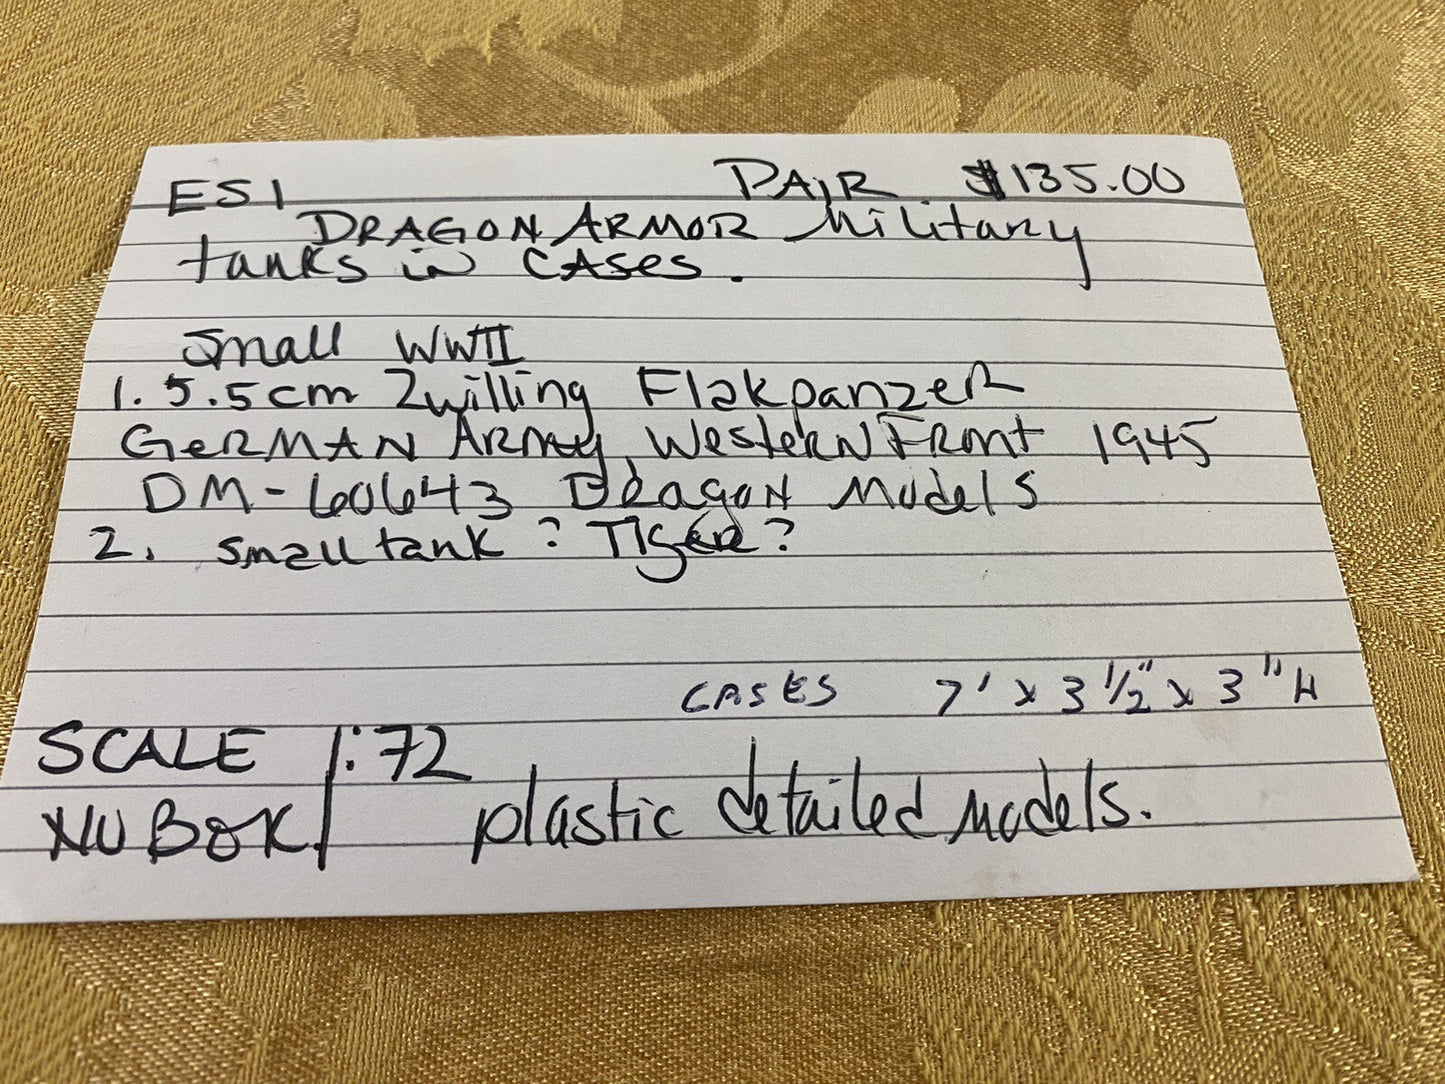 ES1 PAIR $135.00
DRAGON ARMOR Military
tanks in CASES.
Small WWII
1. 5.5cm Zwilling Flakpanzer
GERMAN Army, Western Front 1945
DM-60643 Dragon Models
2. small tank ? TIGER ?
CASES 7' x 3 1/2" x 3" H
SCALE 1:72
NU BOX/ plastic detailed models.